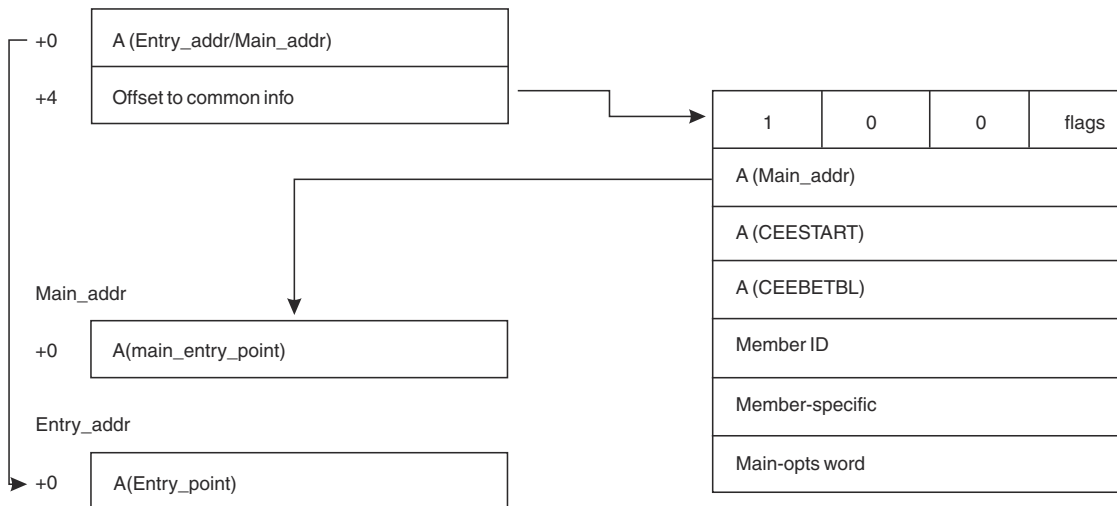 +0 A (Entry_addr/Main_addr)
+4 Offset to common info
1 0 0 flags
A (Main_addr)
A (CEESTART)
A (CEEBETBL)
Member ID
Member-specific
Main-opts word
Main_addr
+0 A(main_entry_point)
Entry_addr
+0 A(Entry_point)